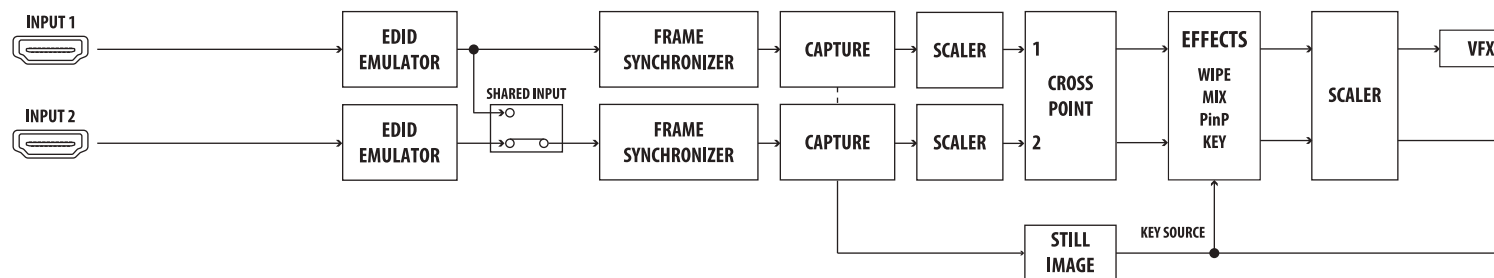 INPUT 1
EDID
EMULATOR
FRAME
SYNCHRONIZER
CAPTURE
SCALER
1
CROSS
POINT
2
EFFECTS
WIPE
MIX
PinP
KEY
SCALER
VFX
SHARED INPUT
INPUT 2
EDID
EMULATOR
FRAME
SYNCHRONIZER
CAPTURE
SCALER
STILL
IMAGE
KEY SOURCE